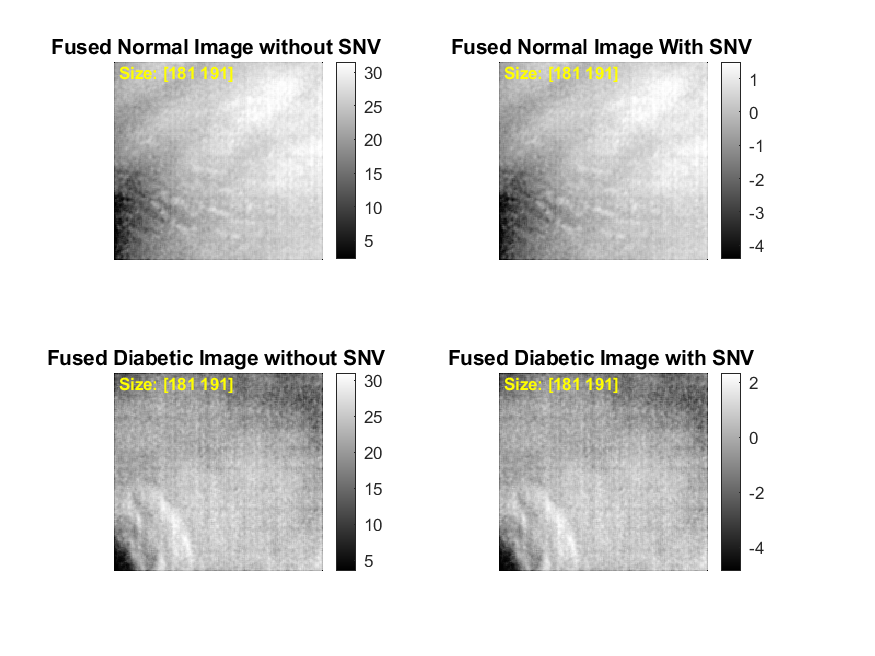 Fused Normal Image without SNV
Size: [181 191]
30
25
20
15
10
5
Fused Normal Image With SNV
Size: [181 191]
1
0
-1
-2
-3
-4
Fused Diabetic Image without SNV
Size: [181 191]
30
25
20
15
10
5
Fused Diabetic Image with SNV
Size: [181 191]
2
0
-2
-4